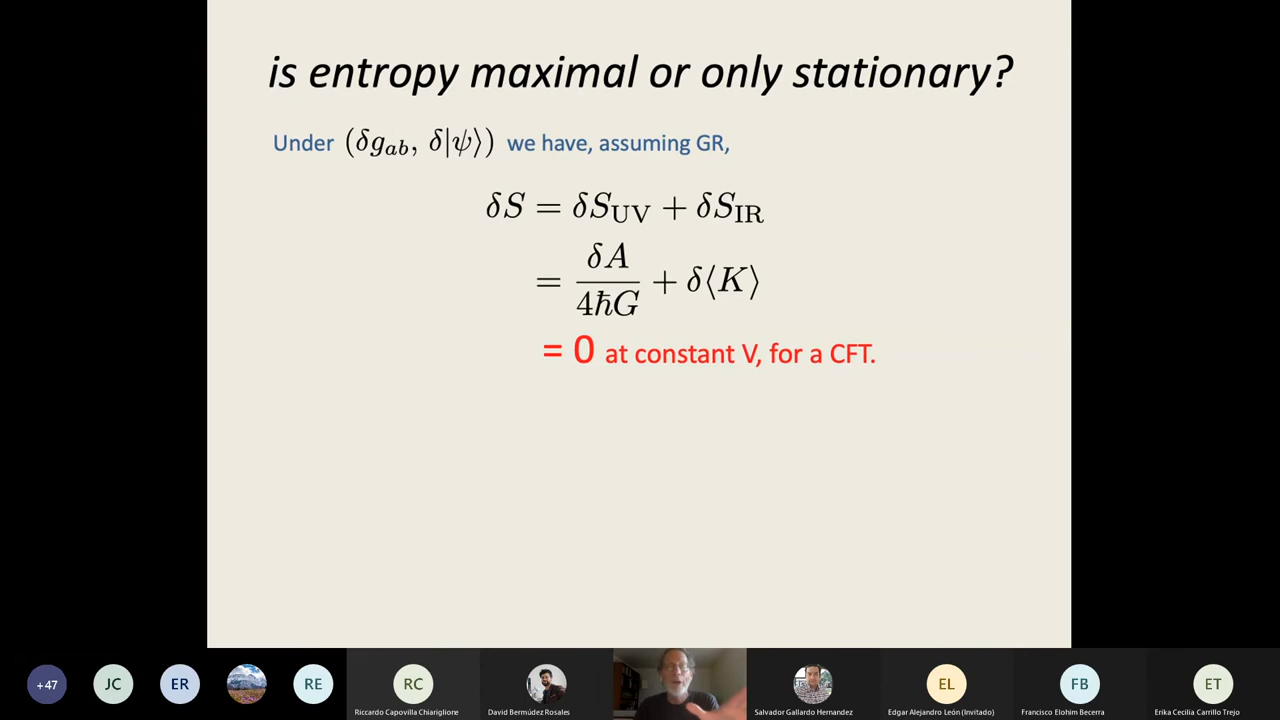 is entropy maximal or only stationary?
Under (δg_{ab}, δ|ψ⟩) we have, assuming GR,
δS = δS_{UV} + δS_{IR}
= δA / 4ℏG + δ⟨K⟩
= 0 at constant V, for a CFT.
+47 JC ER RE RC EL FB ET
Riccardo Capovilla Chiariglione David Bermúdez Rosales Salvador Gallardo Hernandez Edgar Alejandro León (Invitado) Francisco Elohim Becerra Erika Cecilia Carrillo Trejo